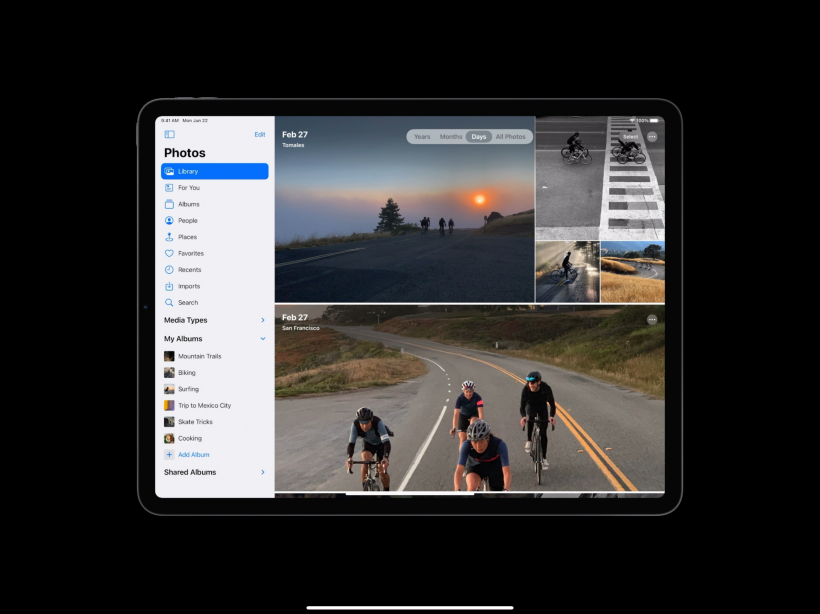 9:41 AM Mon Jun 22
100%
Edit
Photos
Library
For You
Albums
People
Places
Favorites
Recents
Imports
Search
Media Types
My Albums
Mountain Trails
Biking
Surfing
Trip to Mexico City
Skate Tricks
Cooking
Add Album
Shared Albums
Feb 27
Tomales
Years Months Days All Photos
Select
Feb 27
San Francisco